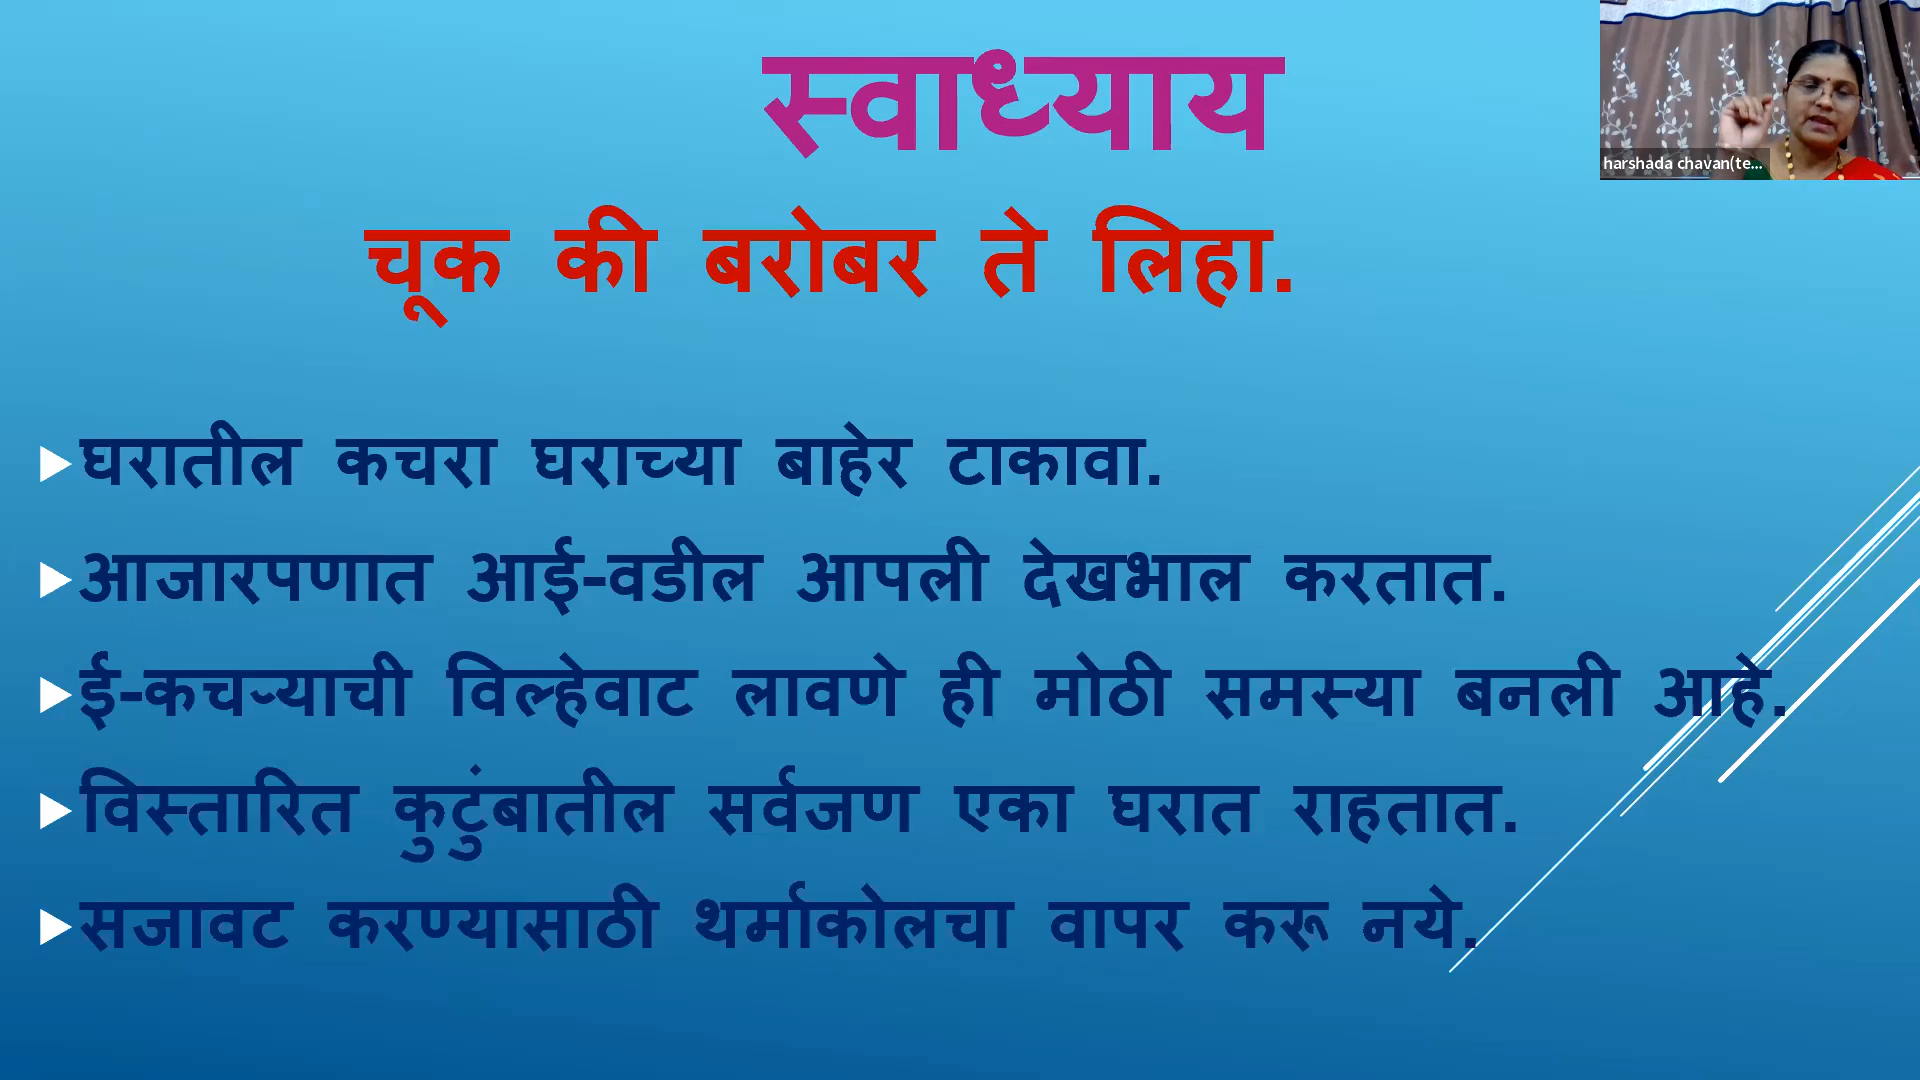 स्वाध्याय
harshada chavan(te...
चूक की बरोबर ते लिहा.
घरातील कचरा घराच्या बाहेर टाकावा.
आजारपणात आई-वडील आपली देखभाल करतात.
ई-कचऱ्याची विल्हेवाट लावणे ही मोठी समस्या बनली आहे.
विस्तारित कुटुंबातील सर्वजण एका घरात राहतात.
सजावट करण्यासाठी थर्माकोलचा वापर करू नये.